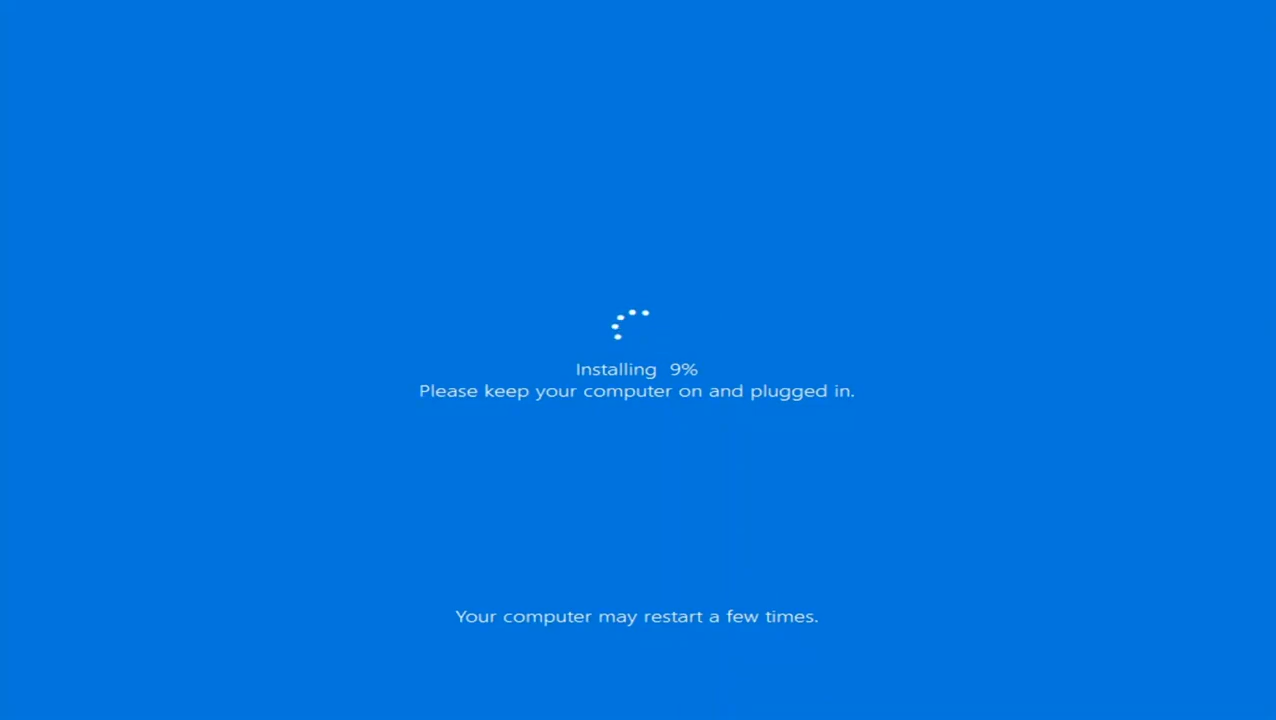 Installing 9%
Please keep your computer on and plugged in.
Your computer may restart a few times.